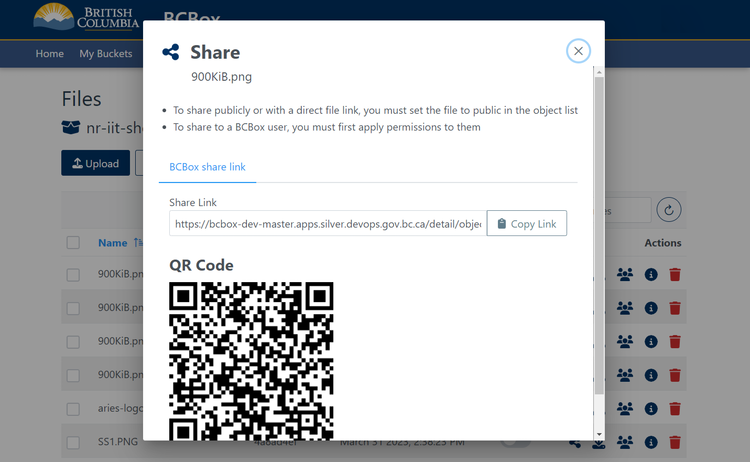 BRITISH
COLUMBIA
BCBox
Home My Buckets
Files
nr-iit-sh
Upload
Name
Actions
900KiB.pn
900KiB.pn
900KiB.pn
900KiB.pn
aries-logo
SS1.PNG March 31 2023, 2:38:23 PM
Share
900KiB.png
To share publicly or with a direct file link, you must set the file to public in the object list
To share to a BCBox user, you must first apply permissions to them
BCBox share link
Share Link
https://bcbox-dev-master.apps.silver.devops.gov.bc.ca/detail/obje
Copy Link
QR Code